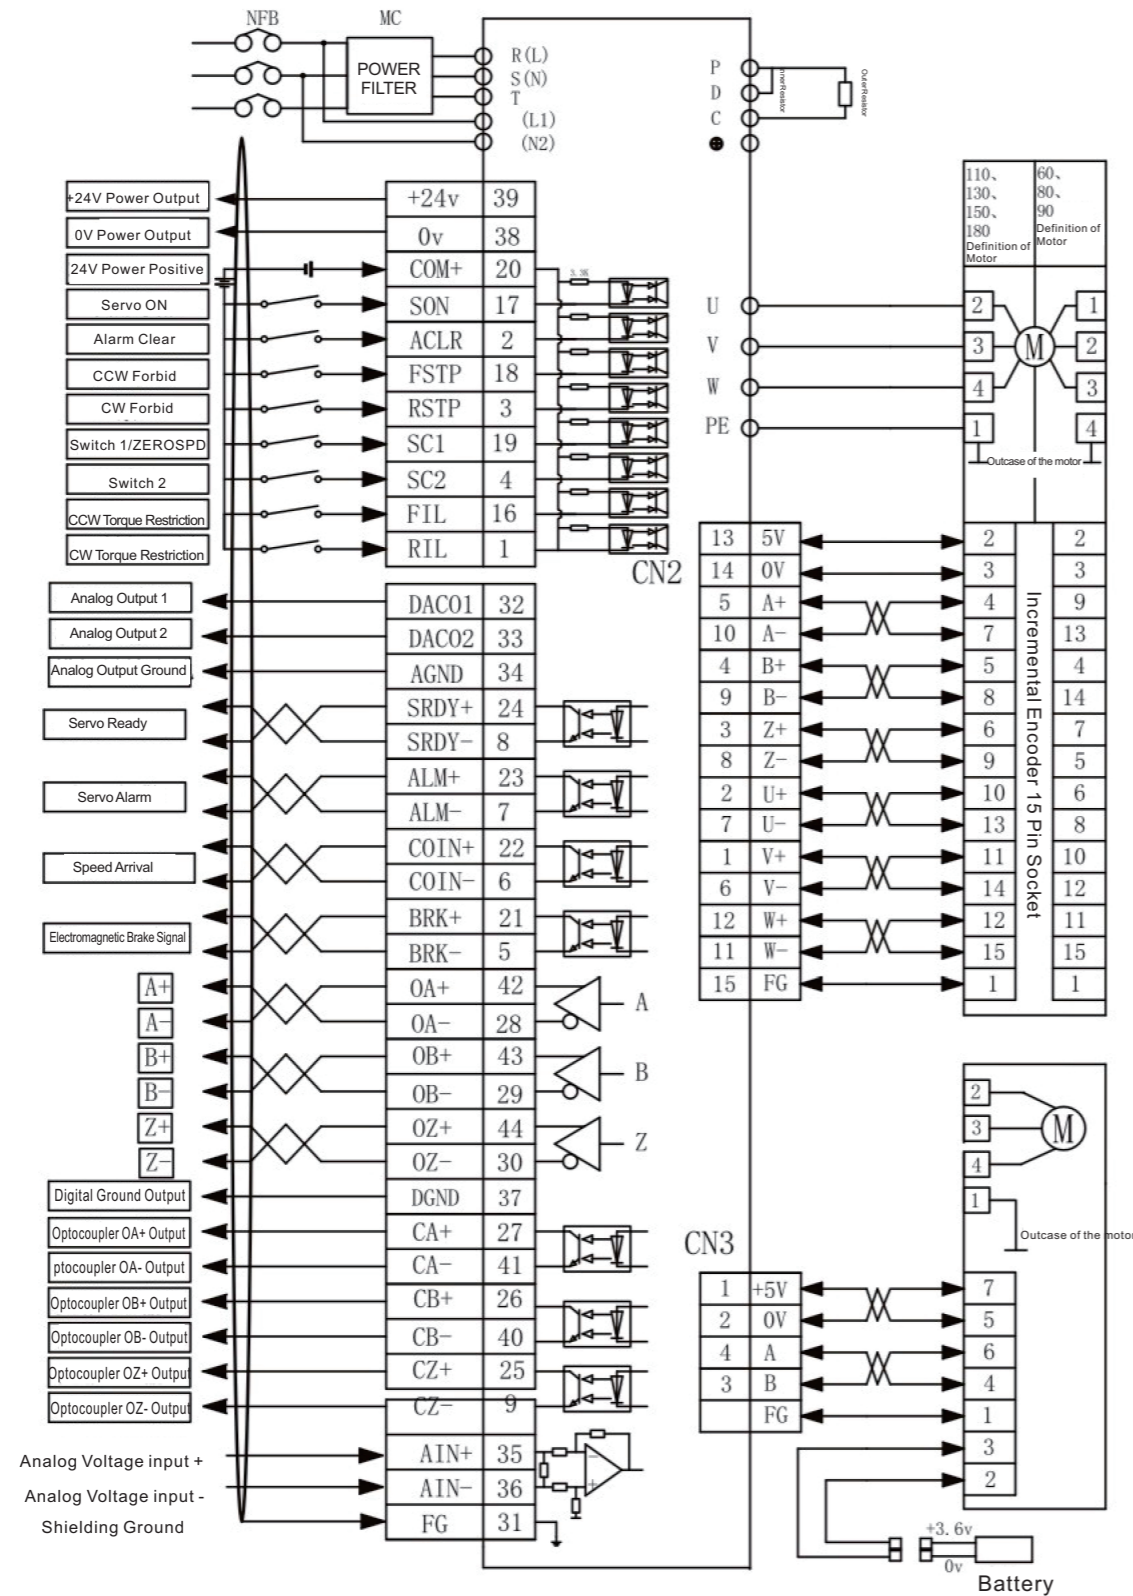 NFB
MC
POWER
FILTER
R(L)
S(N)
T
(L1)
(N2)
P
D
C
InnerResistor
OuterResistor
+24V Power Output
+24v 39
0V Power Output
0v 38
24V Power Positive
COM+ 20
3.3K
Servo ON
SON 17
Alarm Clear
ACLR 2
CCW Forbid
FSTP 18
CW Forbid
RSTP 3
Switch 1/ZEROSPD
SC1 19
Switch 2
SC2 4
CCW Torque Restriction
FIL 16
CW Torque Restriction
RIL 1
CN2
Analog Output 1
DACO1 32
Analog Output 2
DACO2 33
Analog Output Ground
AGND 34
Servo Ready
SRDY+ 24
SRDY- 8
Servo Alarm
ALM+ 23
ALM- 7
Speed Arrival
COIN+ 22
COIN- 6
Electromagnetic Brake Signal
BRK+ 21
BRK- 5
A+
OA+ 42
A
A-
OA- 28
B+
OB+ 43
B
B-
OB- 29
Z+
OZ+ 44
Z
Z-
OZ- 30
Digital Ground Output
DGND 37
Optocoupler OA+ Output
CA+ 27
ptocoupler OA- Output
CA- 41
Optocoupler OB+ Output
CB+ 26
Optocoupler OB- Output
CB- 40
Optocoupler OZ+ Output
CZ+ 25
Optocoupler OZ- Output
CZ- 9
Analog Voltage input +
AIN+ 35
Analog Voltage input -
AIN- 36
Shielding Ground
FG 31
110、
130、
150、
180
Definition of
Motor
60、
80、
90
Definition of
Motor
U
2
1
V
3
M
2
W
4
3
PE
1
4
Outcase of the motor
13 5V 2 2
14 0V 3 3
5 A+ 4 9
10 A- 7 13
4 B+ 5 4
9 B- 8 14
3 Z+ 6 7
8 Z- 9 5
2 U+ 10 6
7 U- 13 8
1 V+ 11 10
6 V- 14 12
12 W+ 12 11
11 W- 15 15
15 FG 1 1
Incremental Encoder 15 Pin Socket
2
3
M
4
1
Outcase of the motor
CN3
1 +5V 7
2 0V 5
4 A 6
3 B 4
FG 1
3
2
+3.6v
0v
Battery